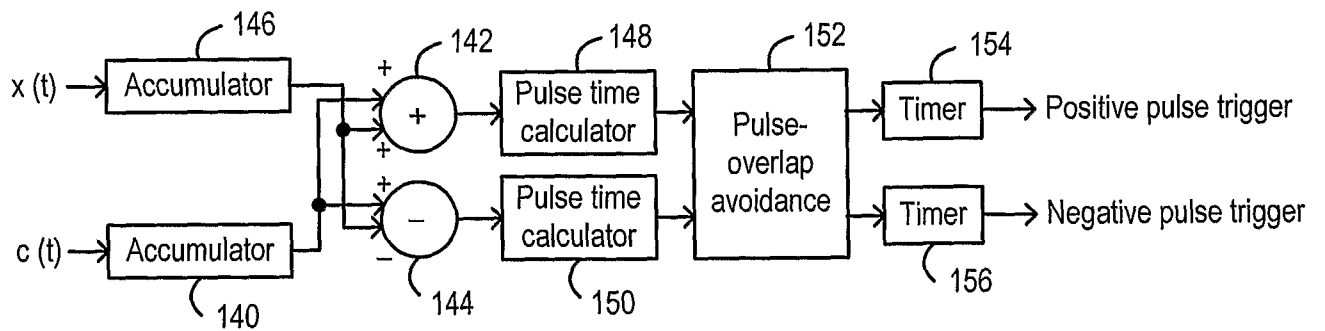 146
142
148
152
154
x (t)
Accumulator
+
+
+
Pulse time
calculator
Pulse-
overlap
avoidance
Timer
Positive pulse trigger
c (t)
Accumulator
+
−
−
Pulse time
calculator
Timer
Negative pulse trigger
140
144
150
156